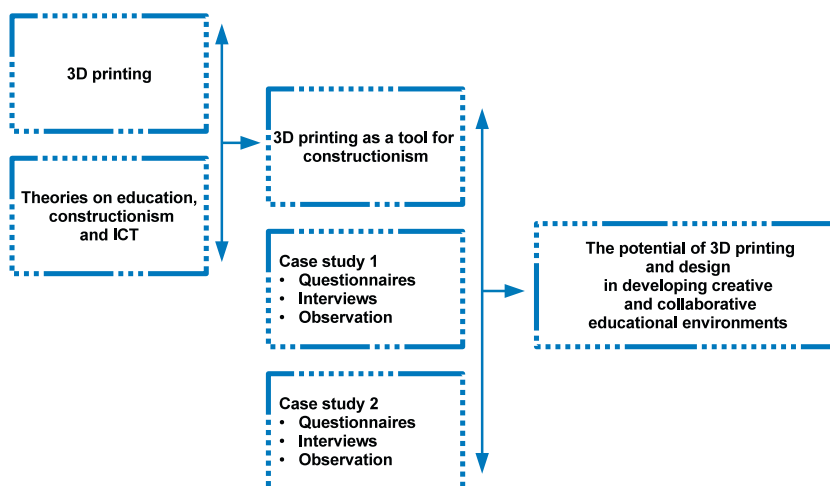 3D printing
Theories on education,
constructionism
and ICT
3D printing as a tool for
constructionism
Case study 1
• Questionnaires
• Interviews
• Observation
Case study 2
• Questionnaires
• Interviews
• Observation
The potential of 3D printing
and design
in developing creative
and collaborative
educational environments